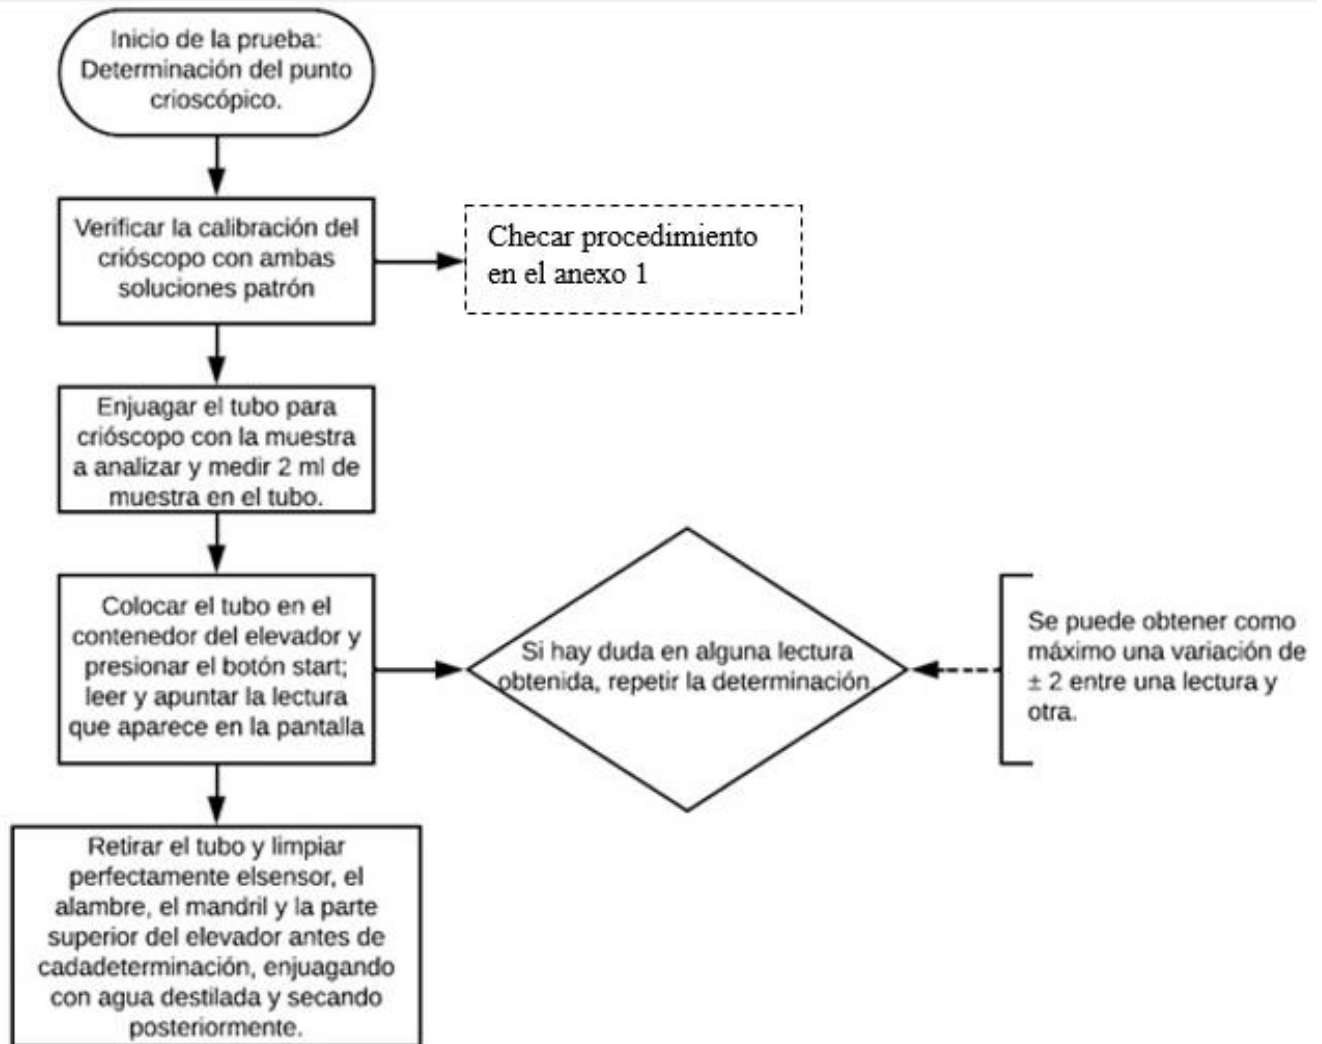 Inicio de la prueba:
Determinación del punto
crioscópico.
Verificar la calibración del
crióscopo con ambas
soluciones patrón
Checar procedimiento
en el anexo 1
Enjuagar el tubo para
crióscopo con la muestra
a analizar y medir 2 ml de
muestra en el tubo.
Colocar el tubo en el
contenedor del elevador y
presionar el botón start;
leer y apuntar la lectura
que aparece en la pantalla
Si hay duda en alguna lectura
obtenida, repetir la determinación.
Se puede obtener como
máximo una variación de
± 2 entre una lectura y
otra.
Retirar el tubo y limpiar
perfectamente elsensor, el
alambre, el mandril y la parte
superior del elevador antes de
cadadeterminación, enjuagando
con agua destilada y secando
posteriormente.